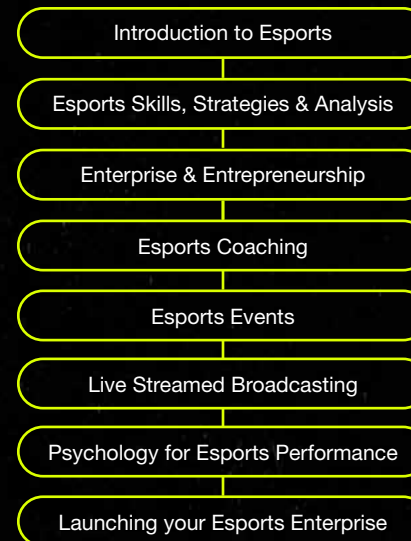 Introduction to Esports
Esports Skills, Strategies & Analysis
Enterprise & Entrepreneurship
Esports Coaching
Esports Events
Live Streamed Broadcasting
Psychology for Esports Performance
Launching your Esports Enterprise